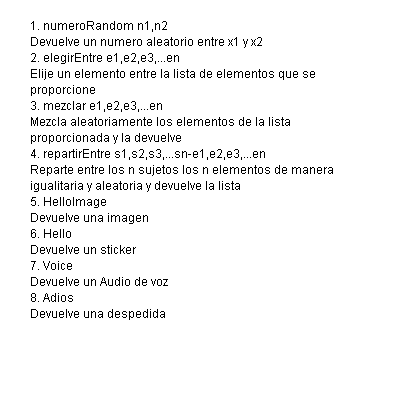 1. numeroRandom n1,n2
Devuelve un numero aleatorio entre x1 y x2
2. elegirEntre e1,e2,e3,...en
Elije un elemento entre la lista de elementos que se
proporcione
3. mezclar e1,e2,e3,...en
Mezcla aleatoriamente los elementos de la lista
proporcionada y la devuelve
4. repartirEntre s1,s2,s3,...sn-e1,e2,e3,...en
Reparte entre los n sujetos los n elementos de manera
igualitaria y aleatoria y devuelve la lista
5. HelloImage
Devuelve una imagen
6. Hello
Devuelve un sticker
7. Voice
Devuelve un Audio de voz
8. Adios
Devuelve una despedida